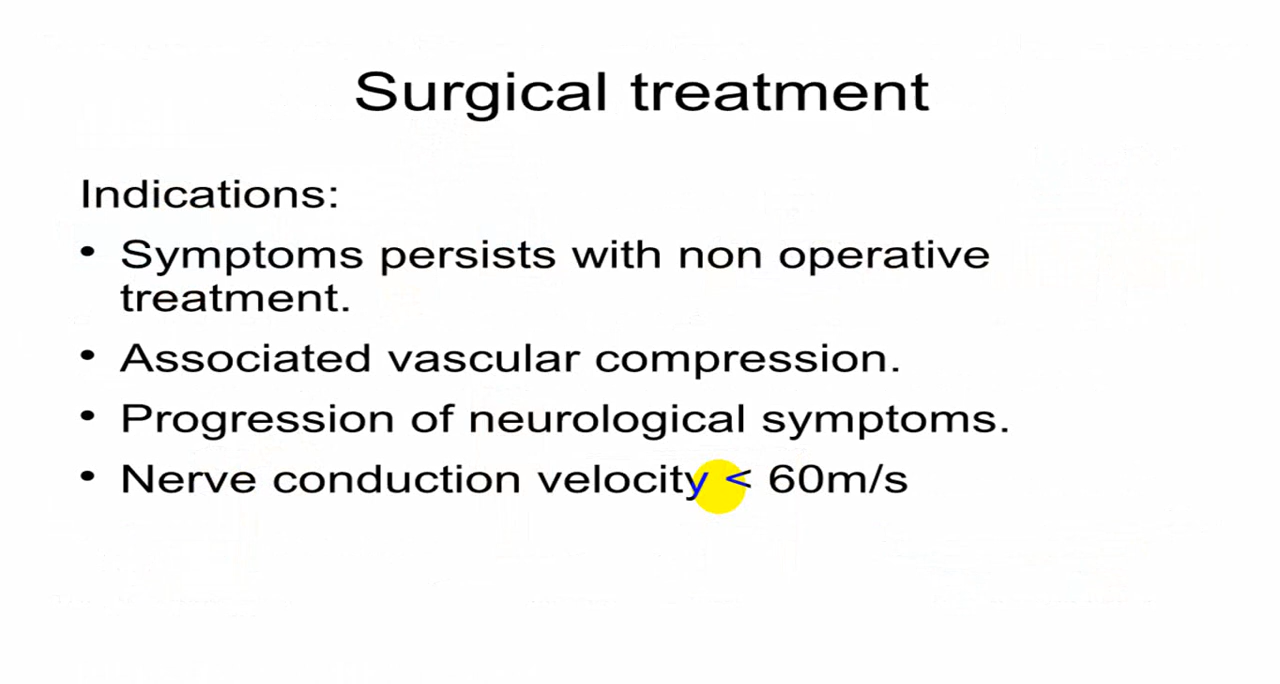 Surgical treatment
Indications:
• Symptoms persists with non operative
treatment.
• Associated vascular compression.
• Progression of neurological symptoms.
• Nerve conduction velocity < 60m/s